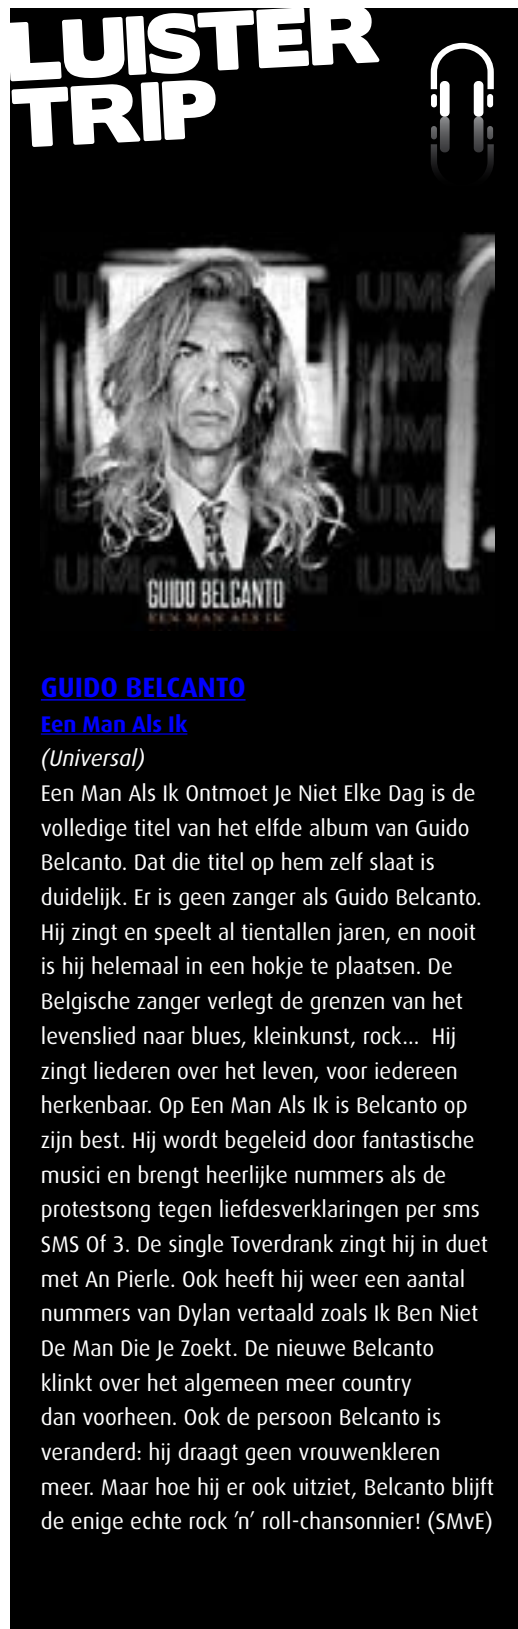 LUISTER
TRIP
UMG
UMG
UMG
UMG
UMG UMG UMG
GUIDO BELCANTO
EEN MAN ALS IK
GUIDO BELCANTO
Een Man Als Ik
(Universal)
Een Man Als Ik Ontmoet Je Niet Elke Dag is de
volledige titel van het elfde album van Guido
Belcanto. Dat die titel op hem zelf slaat is
duidelijk. Er is geen zanger als Guido Belcanto.
Hij zingt en speelt al tientallen jaren, en nooit
is hij helemaal in een hokje te plaatsen. De
Belgische zanger verlegt de grenzen van het
levenslied naar blues, kleinkunst, rock...  Hij
zingt liederen over het leven, voor iedereen
herkenbaar. Op Een Man Als Ik is Belcanto op
zijn best. Hij wordt begeleid door fantastische
musici en brengt heerlijke nummers als de
protestsong tegen liefdesverklaringen per sms
SMS Of 3. De single Toverdrank zingt hij in duet
met An Pierle. Ook heeft hij weer een aantal
nummers van Dylan vertaald zoals Ik Ben Niet
De Man Die Je Zoekt. De nieuwe Belcanto
klinkt over het algemeen meer country
dan voorheen. Ook de persoon Belcanto is
veranderd: hij draagt geen vrouwenkleren
meer. Maar hoe hij er ook uitziet, Belcanto blijft
de enige echte rock ’n’ roll-chansonnier! (SMvE)